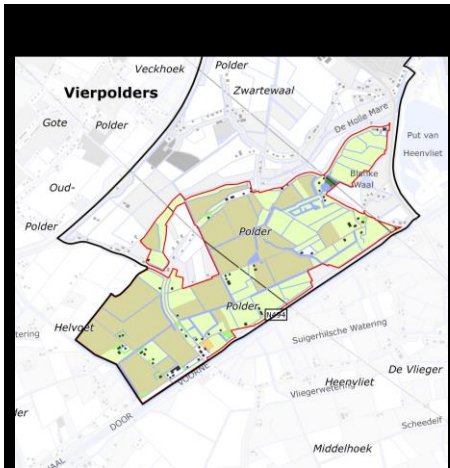 Veckhoek
Polder
Vierpolders
Zwartewaal
Gote
Polder
De Holle Mare
Put van
Heenvliet
Oud-
Blanke
Waal
Polder
Polder
Polder
N494
Helvoet
Suigerhilsche Watering
tering
De Vlieger
Heenvliet
VOORNE
Vliegerwetering
der
DOOR
Scheedelf
Middelhoek